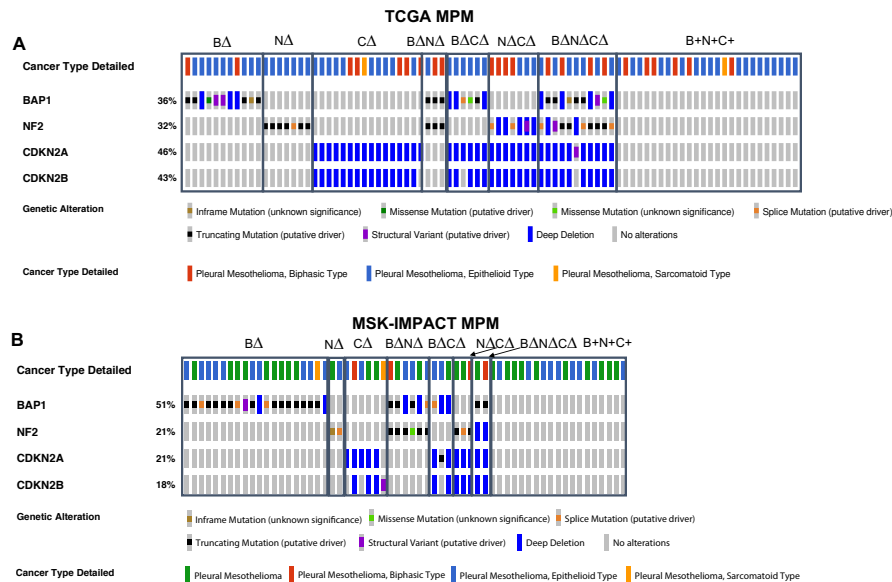 TCGA MPM
A
BΔ NΔ CΔ BΔNΔ BΔCΔ NΔCΔ BΔNΔCΔ B+N+C+
Cancer Type Detailed
BAP1 36%
NF2 32%
CDKN2A 46%
CDKN2B 43%
Genetic Alteration Inframe Mutation (unknown significance) Missense Mutation (putative driver) Missense Mutation (unknown significance) Splice Mutation (putative driver)
Truncating Mutation (putative driver) Structural Variant (putative driver) Deep Deletion No alterations
Cancer Type Detailed Pleural Mesothelioma, Biphasic Type Pleural Mesothelioma, Epithelioid Type Pleural Mesothelioma, Sarcomatoid Type
MSK-IMPACT MPM
B
BΔ NΔ CΔ BΔNΔ BΔCΔ NΔCΔ BΔNΔCΔ B+N+C+
Cancer Type Detailed
BAP1 51%
NF2 21%
CDKN2A 21%
CDKN2B 18%
Genetic Alteration Inframe Mutation (unknown significance) Missense Mutation (unknown significance) Splice Mutation (putative driver)
Truncating Mutation (putative driver) Structural Variant (putative driver) Deep Deletion No alterations
Cancer Type Detailed Pleural Mesothelioma Pleural Mesothelioma, Biphasic Type Pleural Mesothelioma, Epithelioid Type Pleural Mesothelioma, Sarcomatoid Type